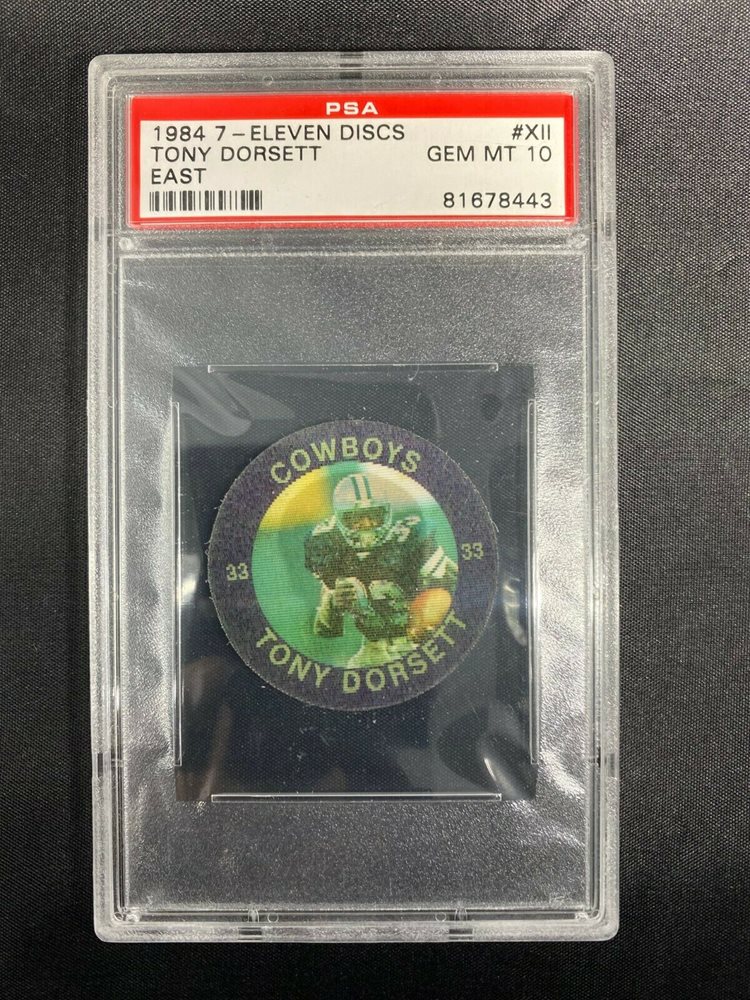 PSA
1984 7-ELEVEN DISCS #XII
TONY DORSETT GEM MT 10
EAST
81678443
COWBOYS
33 33
TONY DORSETT